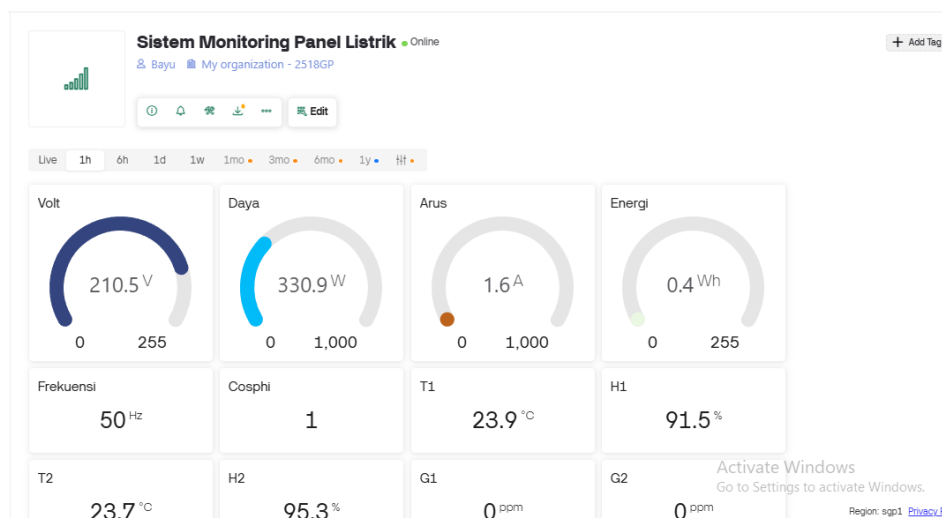 Sistem Monitoring Panel Listrik Online
Bayu My organization - 2518GP
+ Add Tag
Edit
Live 1h 6h 1d 1w 1mo 3mo 6mo 1y
Volt Daya Arus Energi
210.5 V 330.9 W 1.6 A 0.4 Wh
0 255 0 1,000 0 1,000 0 255
Frekuensi Cosphi T1 H1
50 Hz 1 23.9 °C 91.5 %
T2 H2 G1 G2
23.7 °C 95.3 % 0 ppm 0 ppm
Activate Windows
Go to Settings to activate Windows.
Region: sgp1 Privacy